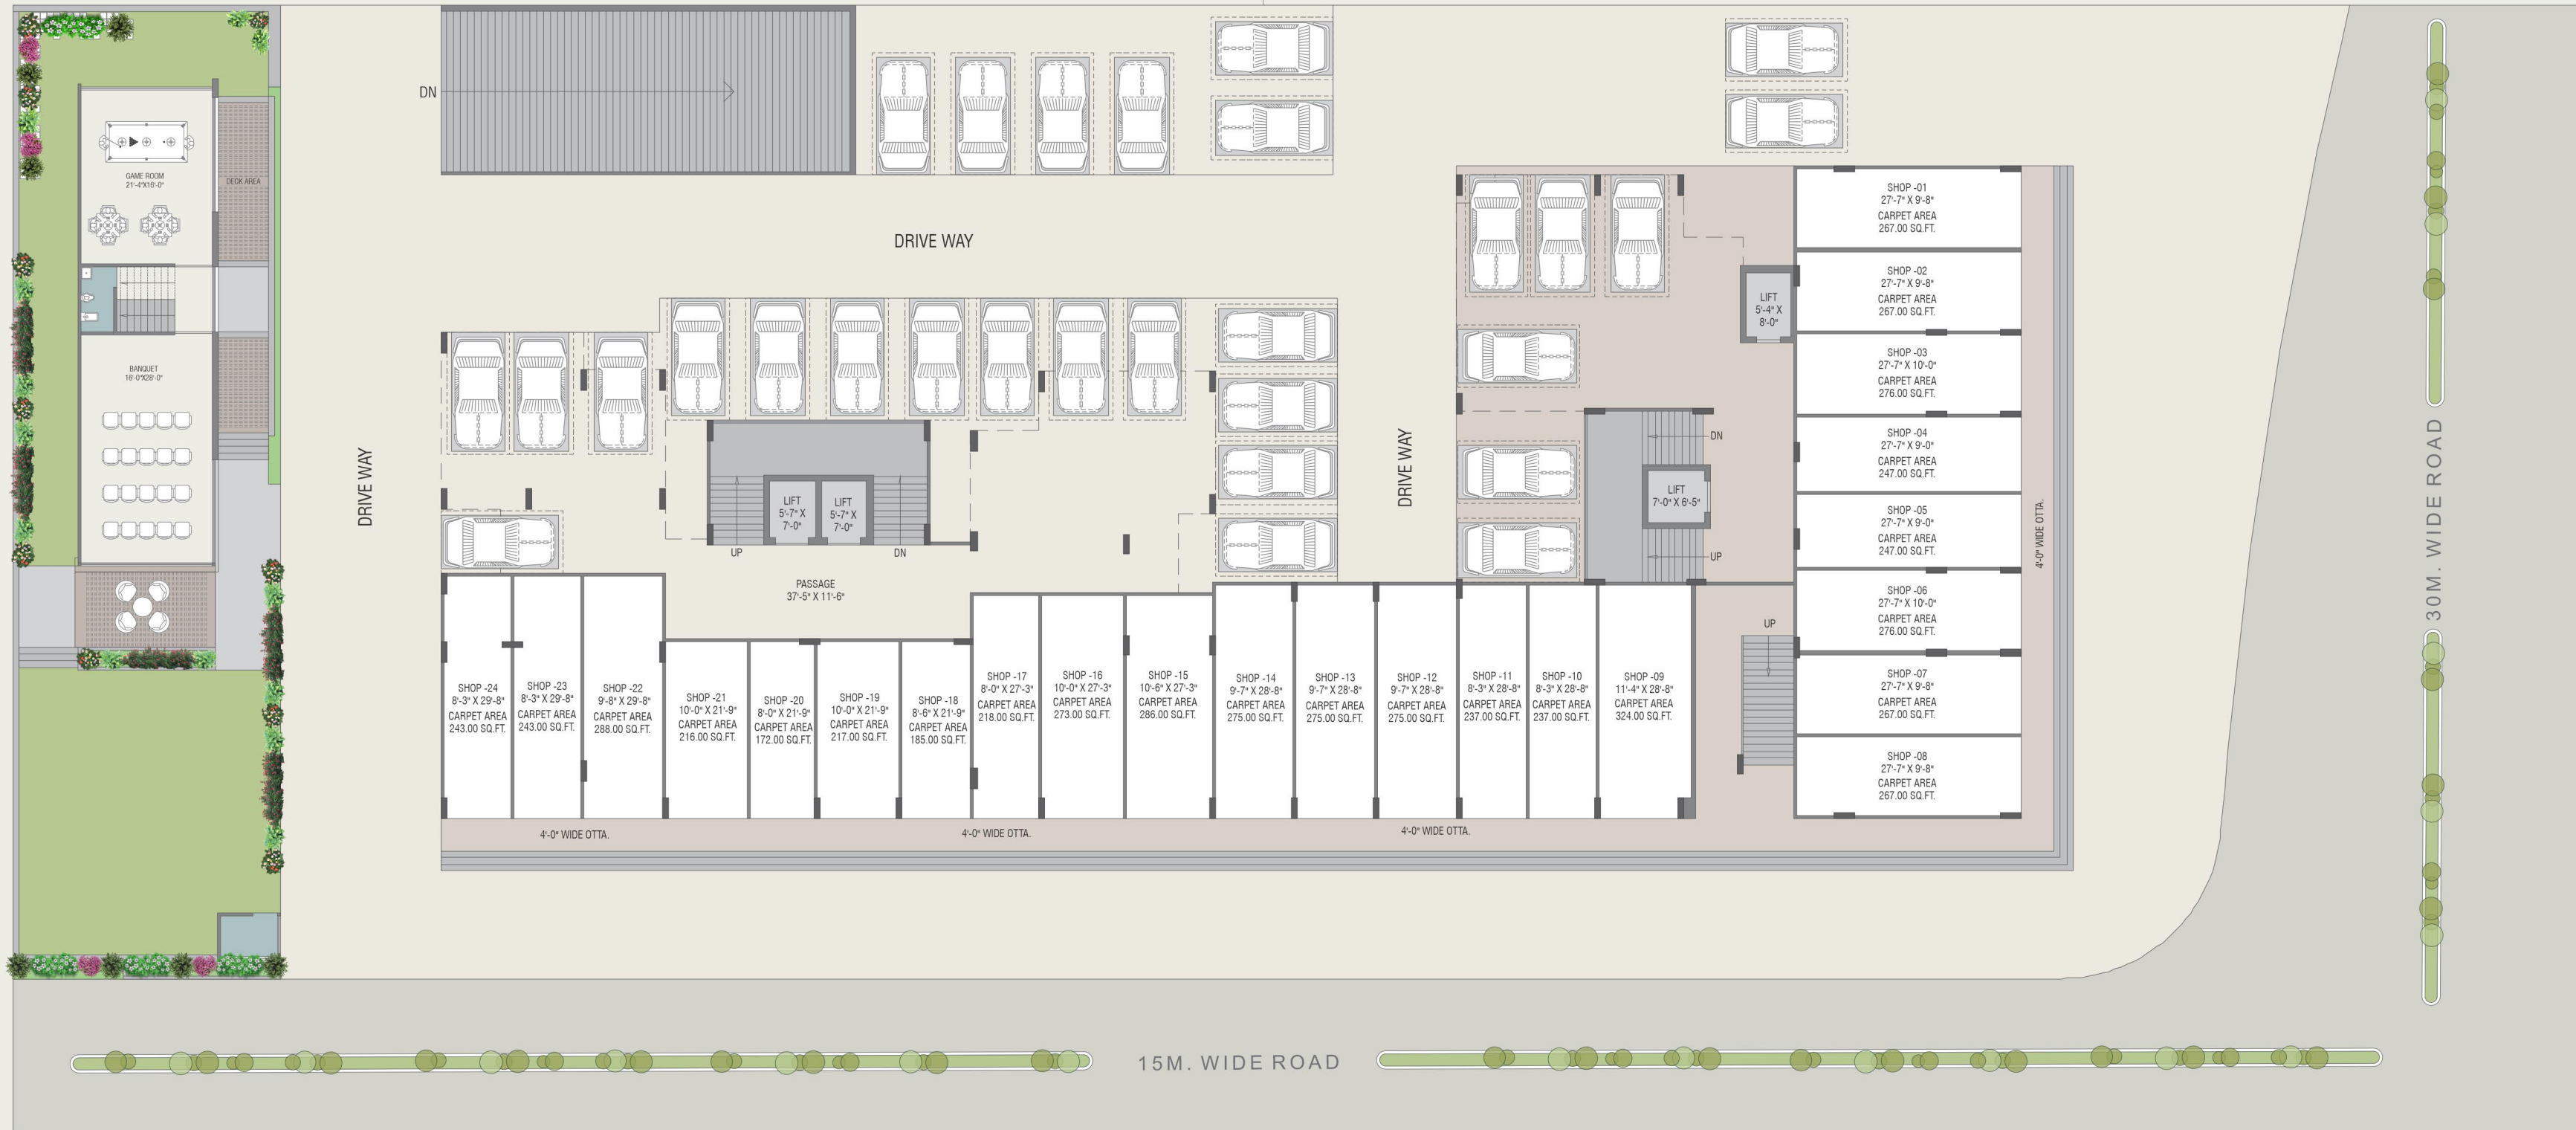 DN
GAME ROOM
21'-4"X16'-0"
DECK AREA
BANQUET
16'-0"X28'-0"
DRIVE WAY
DRIVE WAY
DRIVE WAY
LIFT
5'-7" X
7'-0"
LIFT
5'-7" X
7'-0"
UP
DN
PASSAGE
37'-5" X 11'-6"
LIFT
5'-4" X
8'-0"
DN
LIFT
7'-0" X 6'-5"
UP
UP
SHOP -01
27'-7" X 9'-8"
CARPET AREA
267.00 SQ.FT.
SHOP -02
27'-7" X 9'-8"
CARPET AREA
267.00 SQ.FT.
SHOP -03
27'-7" X 10'-0"
CARPET AREA
276.00 SQ.FT.
SHOP -04
27'-7" X 9'-0"
CARPET AREA
247.00 SQ.FT.
SHOP -05
27'-7" X 9'-0"
CARPET AREA
247.00 SQ.FT.
SHOP -06
27'-7" X 10'-0"
CARPET AREA
276.00 SQ.FT.
SHOP -07
27'-7" X 9'-8"
CARPET AREA
267.00 SQ.FT.
SHOP -08
27'-7" X 9'-8"
CARPET AREA
267.00 SQ.FT.
4'-0" WIDE OTTA.
30M. WIDE ROAD
SHOP -24
8'-3" X 29'-8"
CARPET AREA
243.00 SQ.FT.
SHOP -23
8'-3" X 29'-8"
CARPET AREA
243.00 SQ.FT.
SHOP -22
9'-8" X 29'-8"
CARPET AREA
288.00 SQ.FT.
SHOP -21
10'-0" X 21'-9"
CARPET AREA
216.00 SQ.FT.
SHOP -20
8'-0" X 21'-9"
CARPET AREA
172.00 SQ.FT.
SHOP -19
10'-0" X 21'-9"
CARPET AREA
217.00 SQ.FT.
SHOP -18
8'-6" X 21'-9"
CARPET AREA
185.00 SQ.FT.
SHOP -17
8'-0" X 27'-3"
CARPET AREA
218.00 SQ.FT.
SHOP -16
10'-0" X 27'-3"
CARPET AREA
273.00 SQ.FT.
SHOP -15
10'-6" X 27'-3"
CARPET AREA
286.00 SQ.FT.
SHOP -14
9'-7" X 28'-8"
CARPET AREA
275.00 SQ.FT.
SHOP -13
9'-7" X 28'-8"
CARPET AREA
275.00 SQ.FT.
SHOP -12
9'-7" X 28'-8"
CARPET AREA
275.00 SQ.FT.
SHOP -11
8'-3" X 28'-8"
CARPET AREA
237.00 SQ.FT.
SHOP -10
8'-3" X 28'-8"
CARPET AREA
237.00 SQ.FT.
SHOP -09
11'-4" X 28'-8"
CARPET AREA
324.00 SQ.FT.
4'-0" WIDE OTTA.
4'-0" WIDE OTTA.
4'-0" WIDE OTTA.
15M. WIDE ROAD